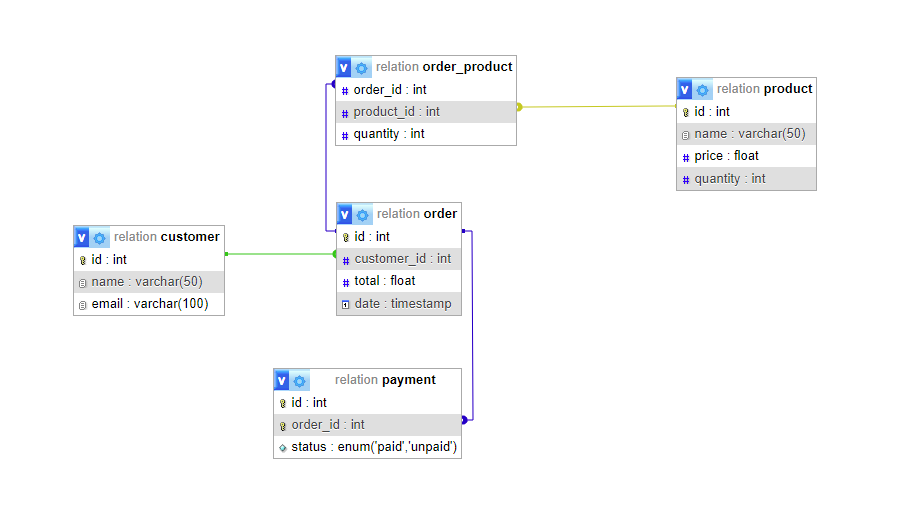 v relation order_product
# order_id : int
# product_id : int
# quantity : int
v relation product
id : int
name : varchar(50)
# price : float
# quantity : int
v relation order
id : int
# customer_id : int
# total : float
date : timestamp
v relation customer
id : int
name : varchar(50)
email : varchar(100)
v relation payment
id : int
order_id : int
status : enum('paid','unpaid')